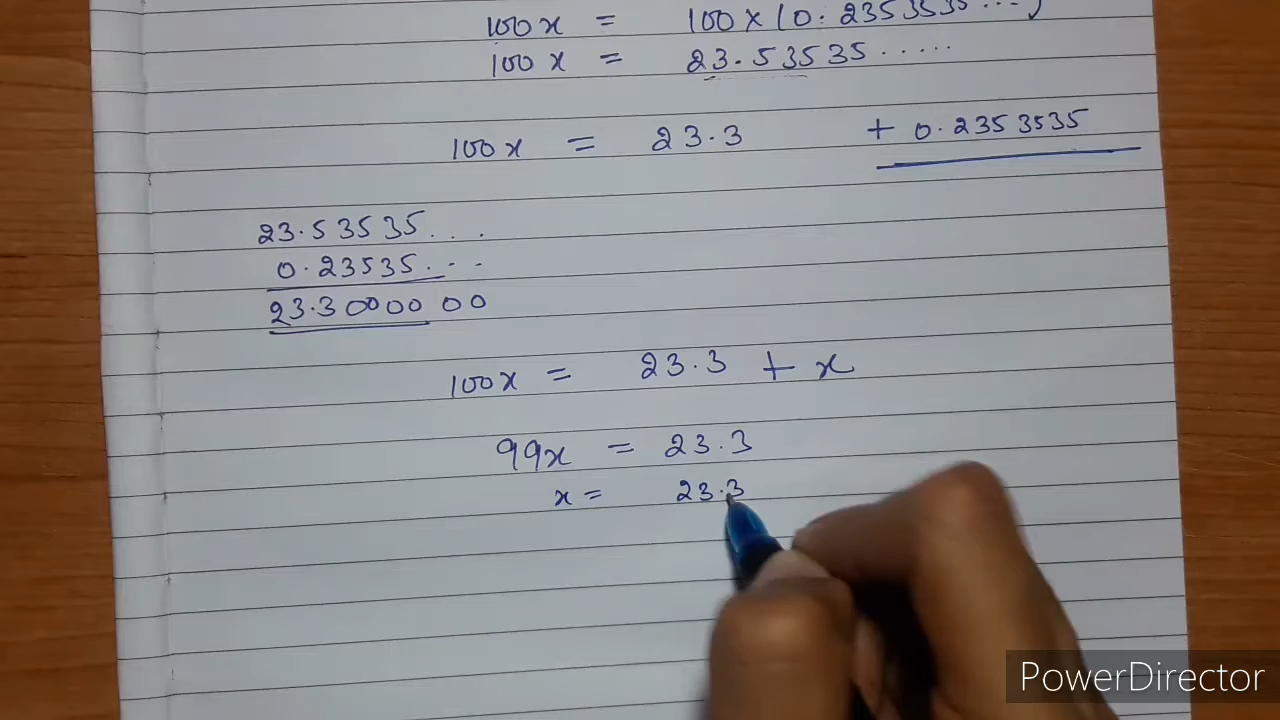 100x = 100 × (0.2353535...)
100x = 23.53535.....
100x = 23.3 + 0.2353535
23.53535...
0.23535...
23.30000 00
100x = 23.3 + x
99x = 23.3
x = 23.3
PowerDirector